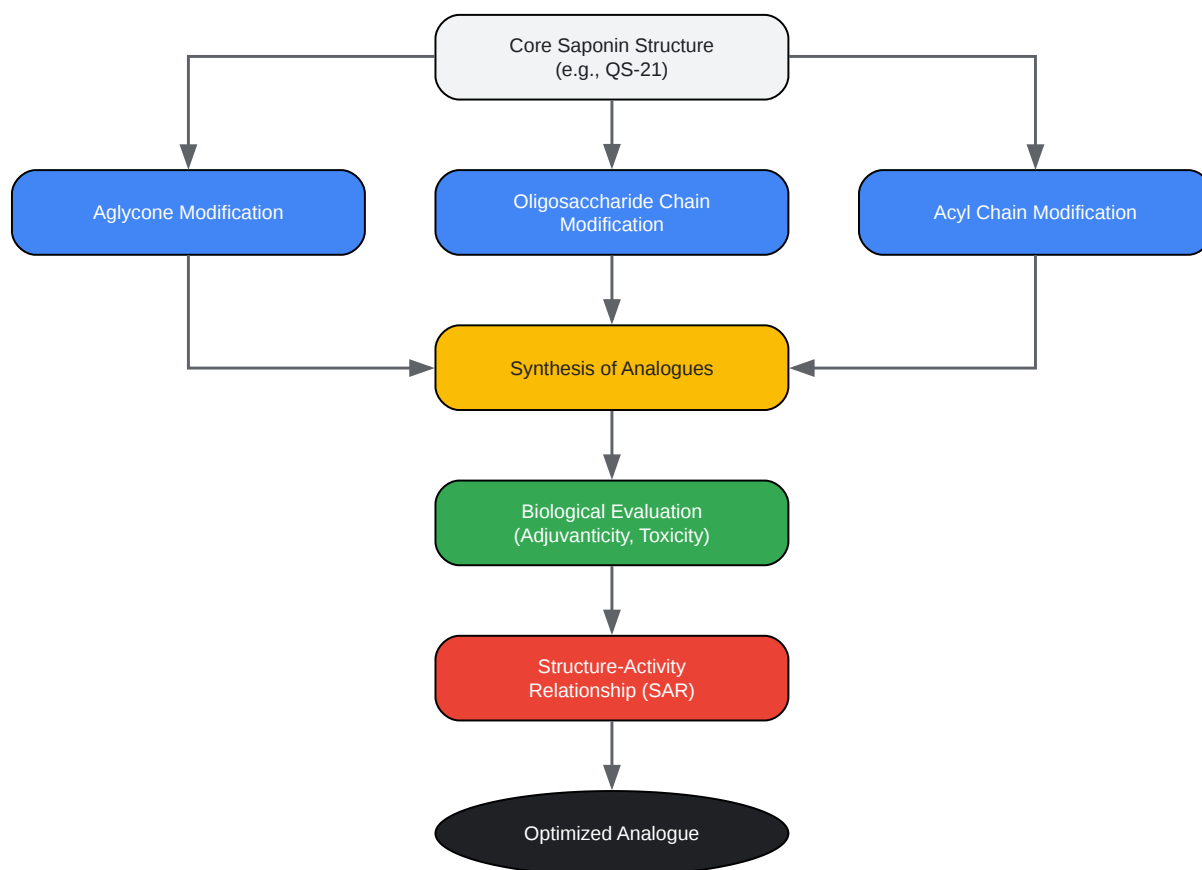 Core Saponin Structure
(e.g., QS-21)
Aglycone Modification
Oligosaccharide Chain
Modification
Acyl Chain Modification
Synthesis of Analogues
Biological Evaluation
(Adjuvanticity, Toxicity)
Structure-Activity
Relationship (SAR)
Optimized Analogue